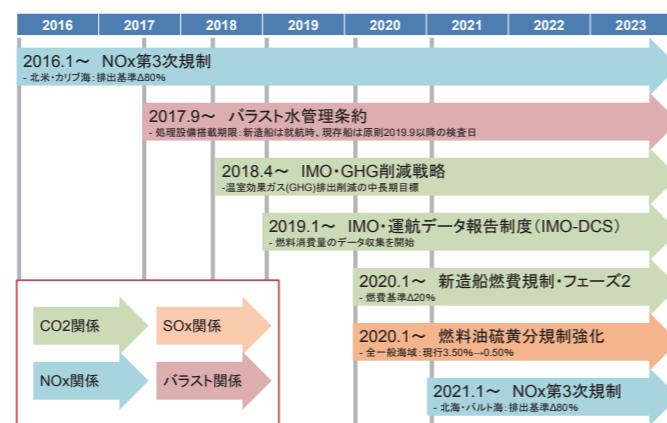 2016 2017 2018 2019 2020 2021 2022 2023
2016.1～ NOx第3次規制
- 北米・カリブ海：排出基準Δ80%
2017.9～ バラスト水管理条約
- 処理設備搭載期限：新造船は就航時、現存船は原則2019.9以降の検査日
2018.4～ IMO・GHG削減戦略
-温室効果ガス(GHG)排出削減の中長期目標
2019.1～ IMO・運航データ報告制度（IMO-DCS）
- 燃料消費量のデータ収集を開始
2020.1～ 新造船燃費規制・フェーズ2
- 燃費基準Δ20%
2020.1～ 燃料油硫黄分規制強化
- 全一般海域：現行3.50%→0.50%
2021.1～ NOx第3次規制
- 北海・バルト海：排出基準Δ80%
CO2関係 SOx関係
NOx関係 バラスト関係